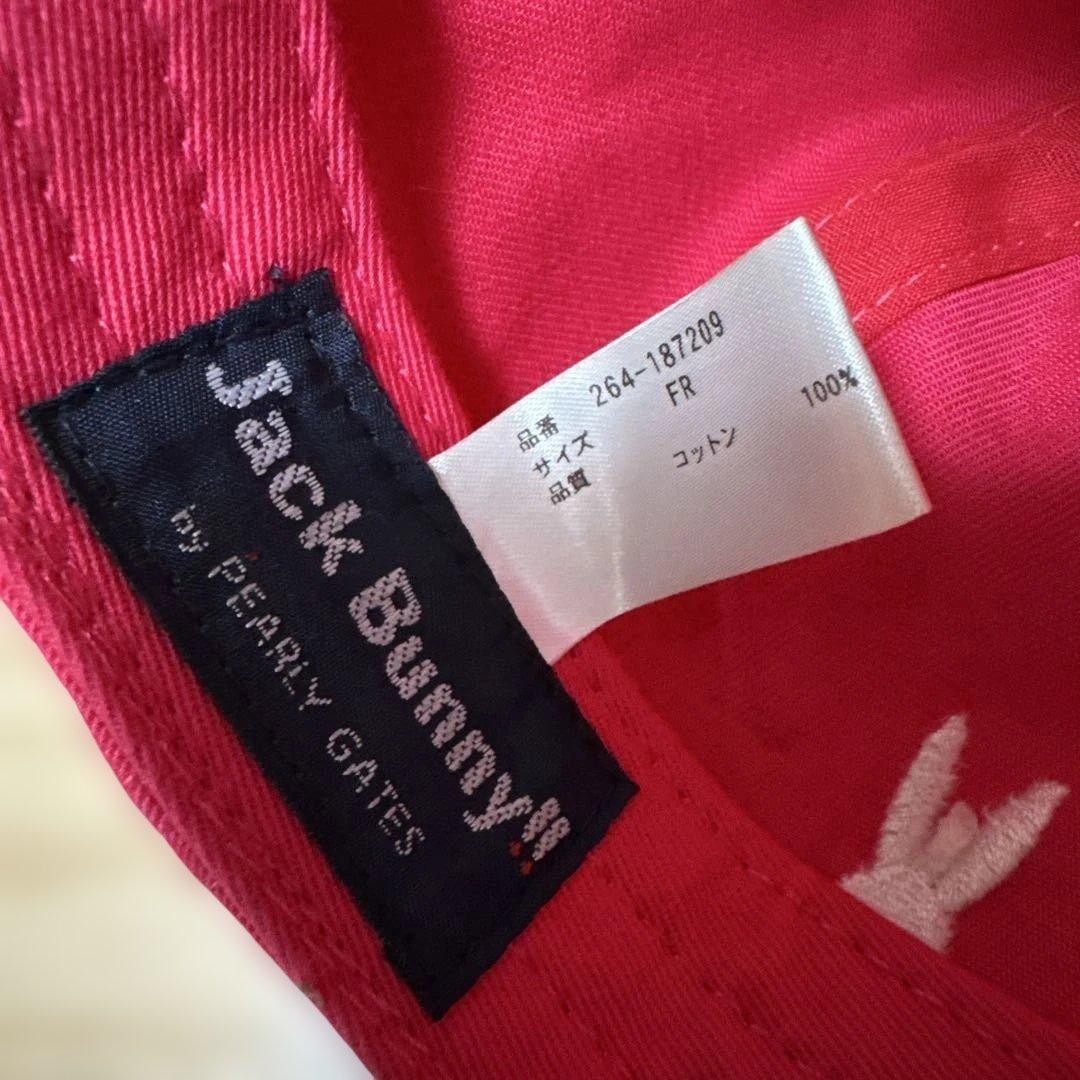 Jack Bunny!!
by PEARLY GATES
品番 264-187209
サイズ FR
品質 コットン 100%